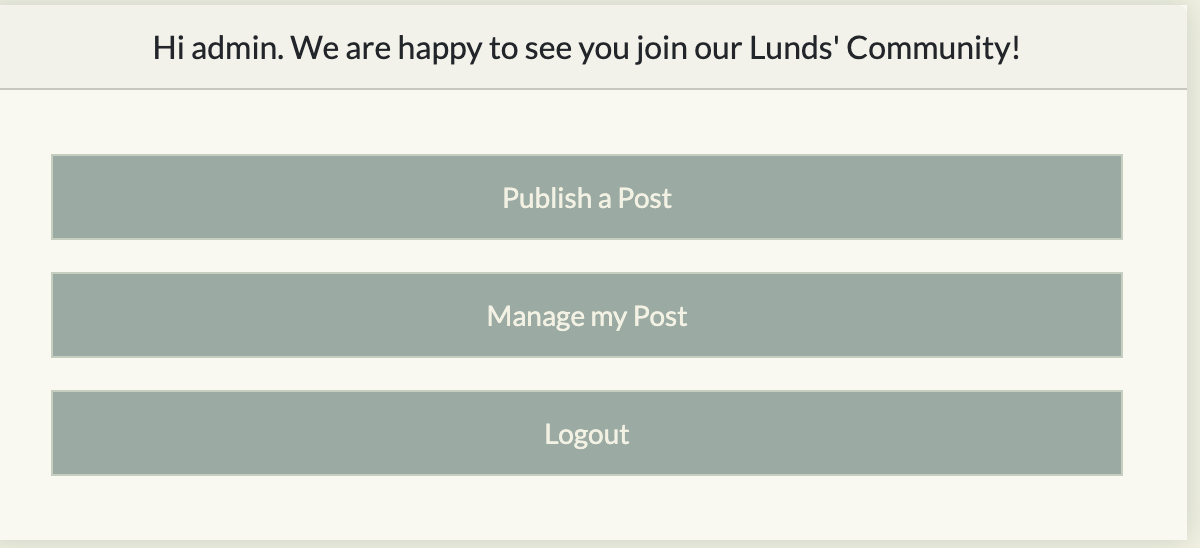 Hi admin. We are happy to see you join our Lunds' Community!
Publish a Post
Manage my Post
Logout